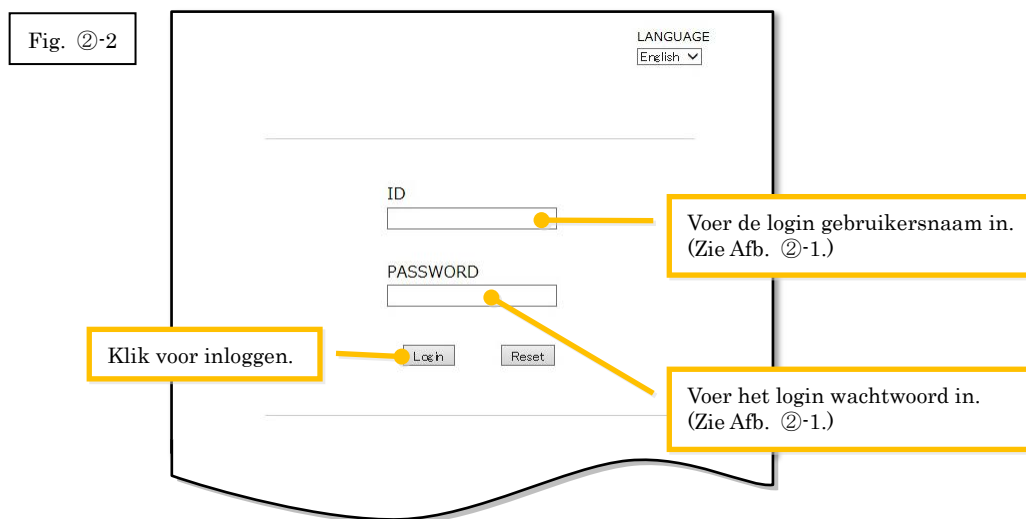 Fig. ②-2
LANGUAGE
English
ID
Voer de login gebruikersnaam in.
(Zie Afb. ②-1.)
PASSWORD
Klik voor inloggen.
Login
Reset
Voer het login wachtwoord in.
(Zie Afb. ②-1.)